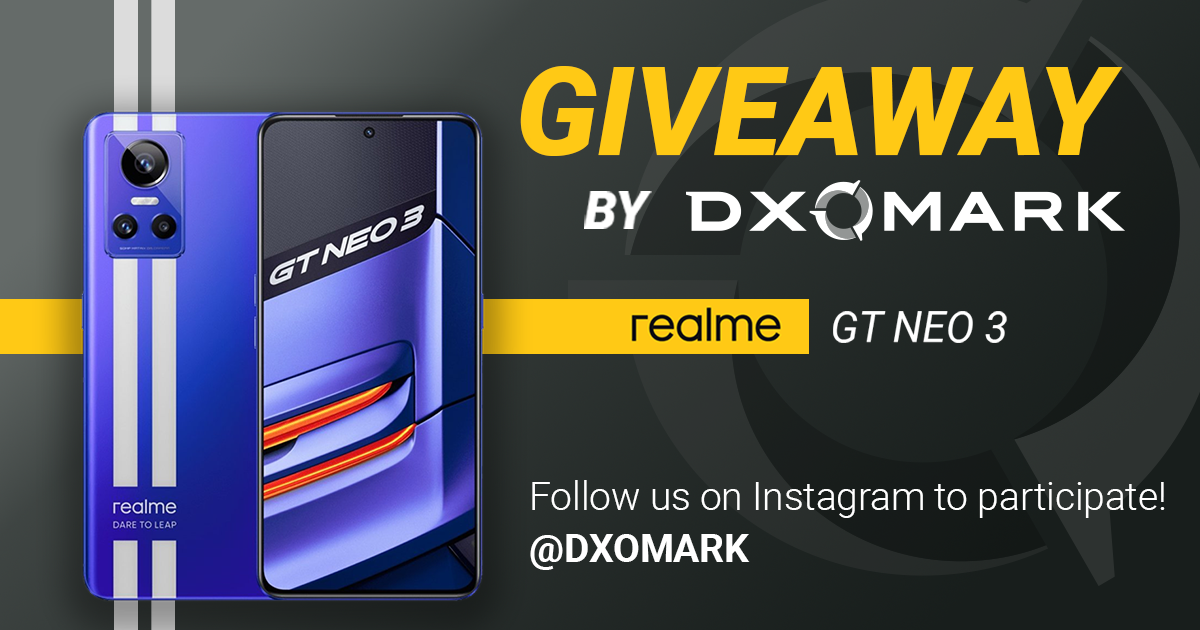 GIVEAWAY
BY DXOMARK
GT NEO 3
realme GT NEO 3
realme
DARE TO LEAP
Follow us on Instagram to participate!
@DXOMARK